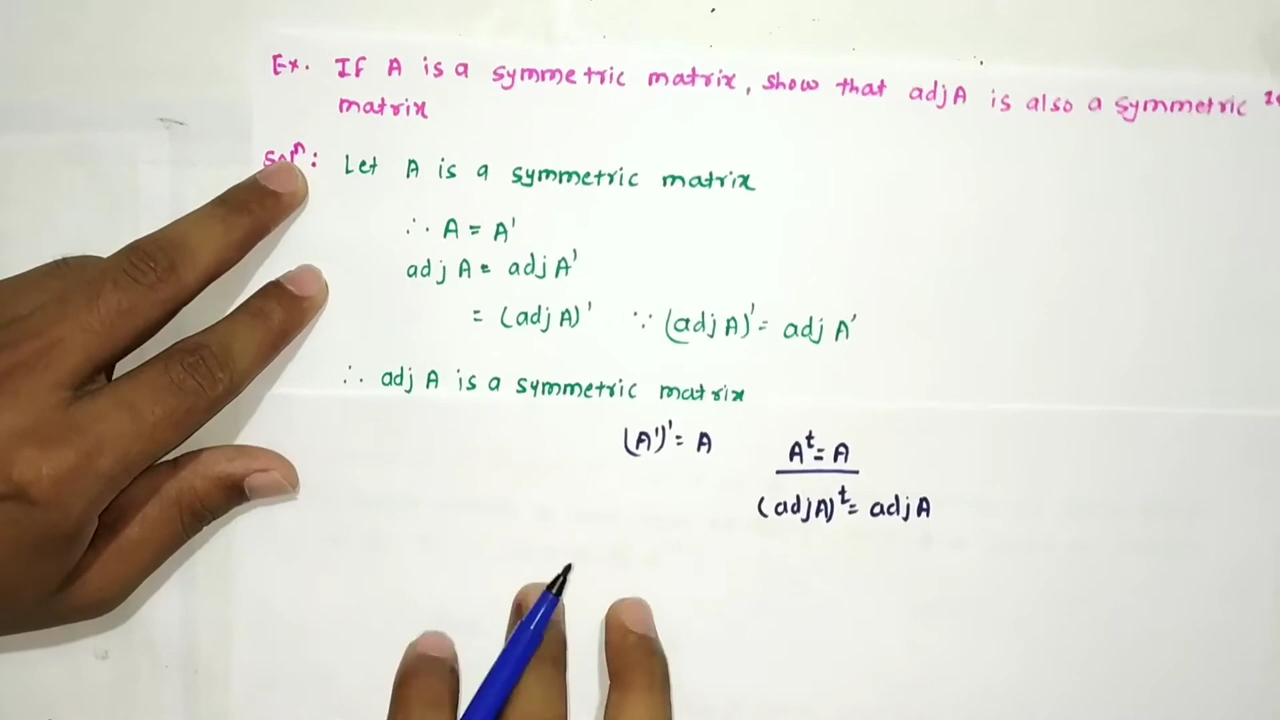 Ex. If A is a symmetric matrix, show that adj A is also a symmetric
matrix
Solⁿ: Let A is a symmetric matrix
∴ A = A'
adj A = adj A'
= (adj A)' ∵ (adj A)' = adj A'
∴ adj A is a symmetric matrix
(A')' = A Aᵗ = A
(adj A)ᵗ = adj A